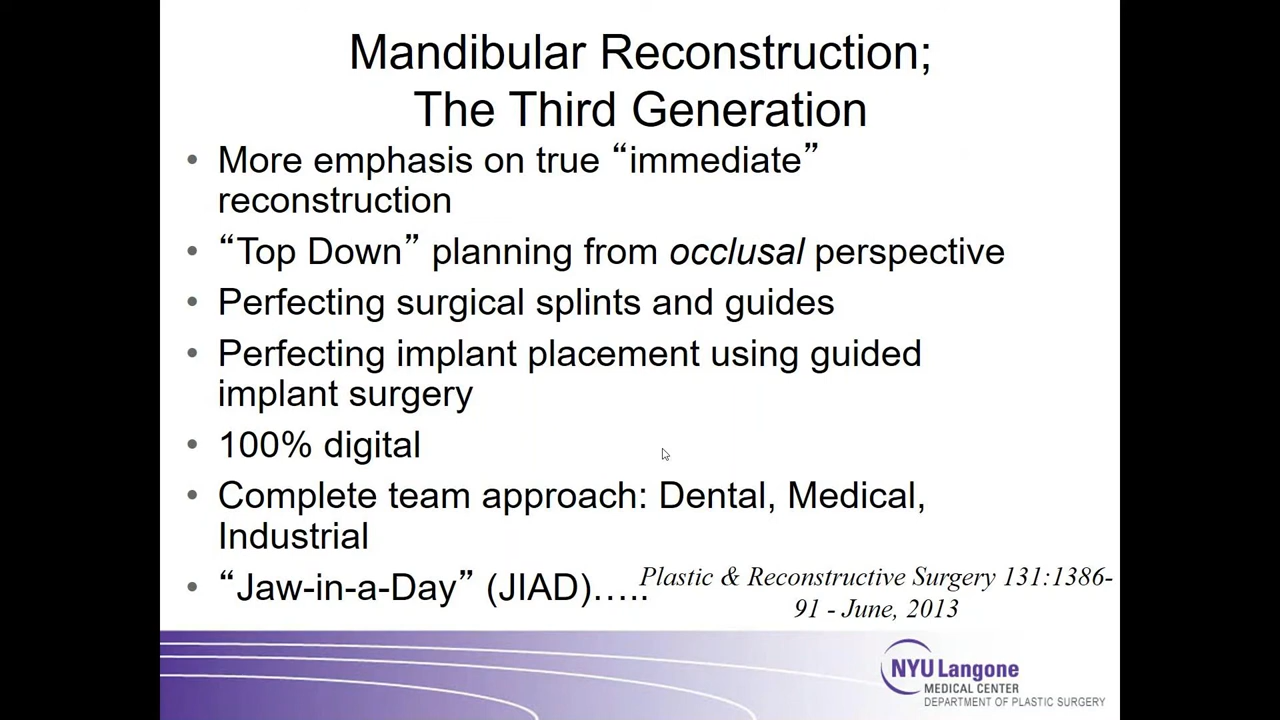 Mandibular Reconstruction;
The Third Generation
• More emphasis on true “immediate”
reconstruction
• “Top Down” planning from occlusal perspective
• Perfecting surgical splints and guides
• Perfecting implant placement using guided
implant surgery
• 100% digital
• Complete team approach: Dental, Medical,
Industrial
• “Jaw-in-a-Day” (JIAD)…..
Plastic & Reconstructive Surgery 131:1386-
91 - June, 2013
NYU Langone
MEDICAL CENTER
DEPARTMENT OF PLASTIC SURGERY